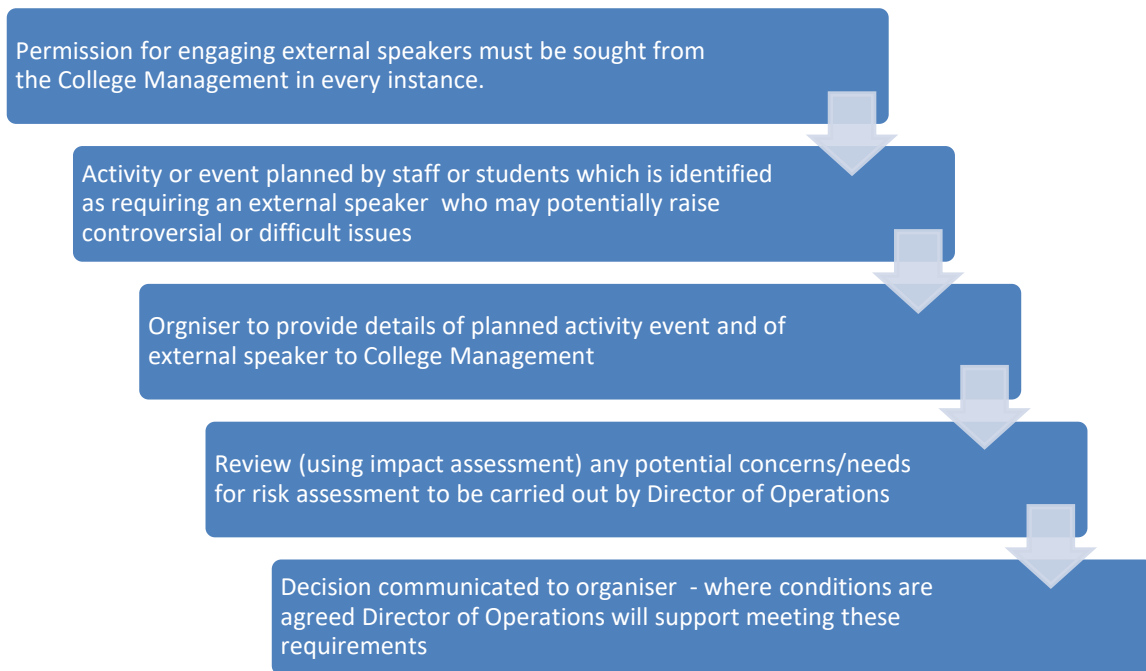 Permission for engaging external speakers must be sought from
the College Management in every instance.
Activity or event planned by staff or students which is identified
as requiring an external speaker  who may potentially raise
controversial or difficult issues
Orgniser to provide details of planned activity event and of
external speaker to College Management
Review (using impact assessment) any potential concerns/needs
for risk assessment to be carried out by Director of Operations
Decision communicated to organiser  - where conditions are
agreed Director of Operations will support meeting these
requirements